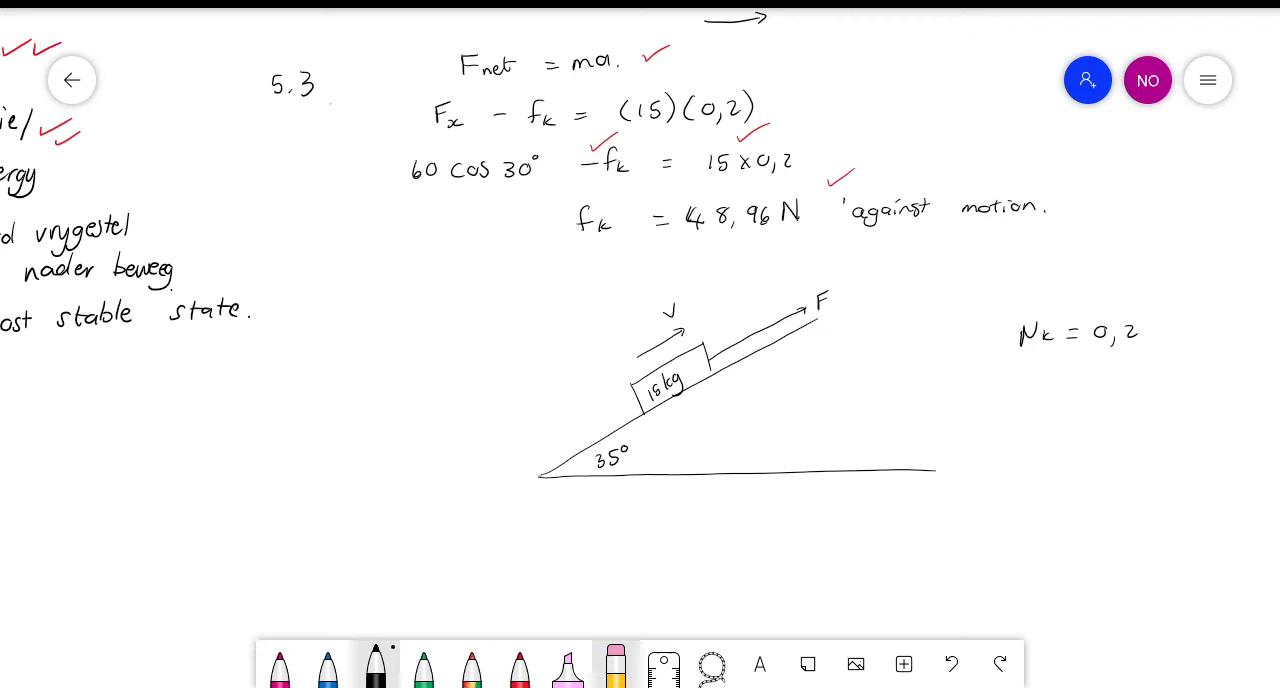 NO
5.3
Fnet = ma.
Fx - fk = (15)(0,2)
60 cos 30° - fk = 15 × 0,2
fk = 48,96 N against motion.
ie/
ergy
d vrygestel
nader beweeg.
ost stable state.
V
F
15kg
35°
μk = 0,2
A